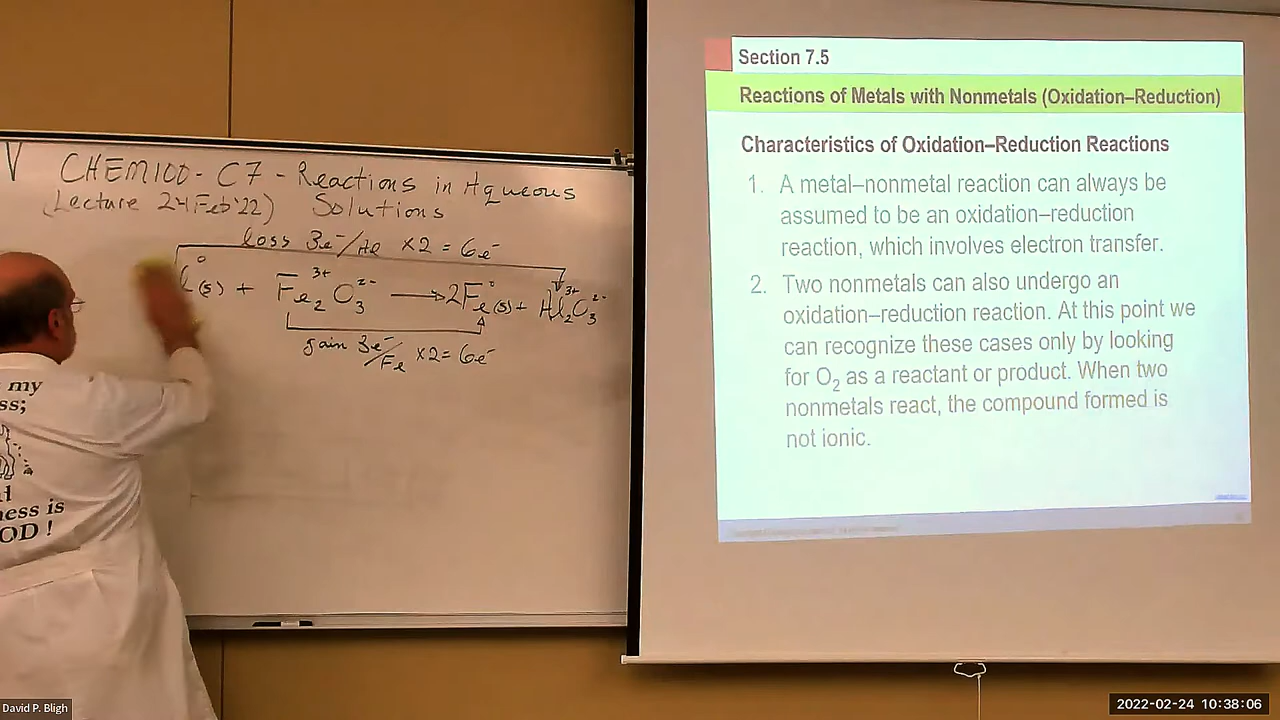 V CHEM100 - C7 - Reactions in Aqueous
(Lecture 24 Feb '22) Solutions
loss 3e⁻/Al ×2 = 6e⁻
l⁰(s) + Fe₂³⁺O₃²⁻ → 2Fe⁰(s) + Al₂³⁺O₃²⁻
gain 3e⁻/Fe ×2 = 6e⁻
my
ss;
ness is
OD !
Section 7.5
Reactions of Metals with Nonmetals (Oxidation–Reduction)
Characteristics of Oxidation–Reduction Reactions
1. A metal–nonmetal reaction can always be
assumed to be an oxidation–reduction
reaction, which involves electron transfer.
2. Two nonmetals can also undergo an
oxidation–reduction reaction. At this point we
can recognize these cases only by looking
for O₂ as a reactant or product. When two
nonmetals react, the compound formed is
not ionic.
David P. Bligh
2022-02-24 10:38:06